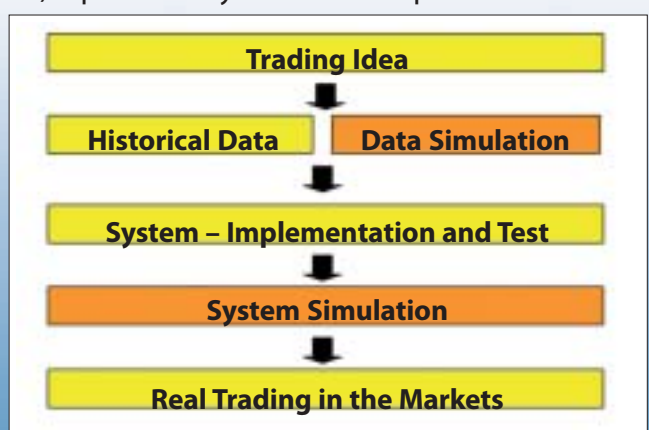 Trading Idea
Historical Data
Data Simulation
System – Implementation and Test
System Simulation
Real Trading in the Markets